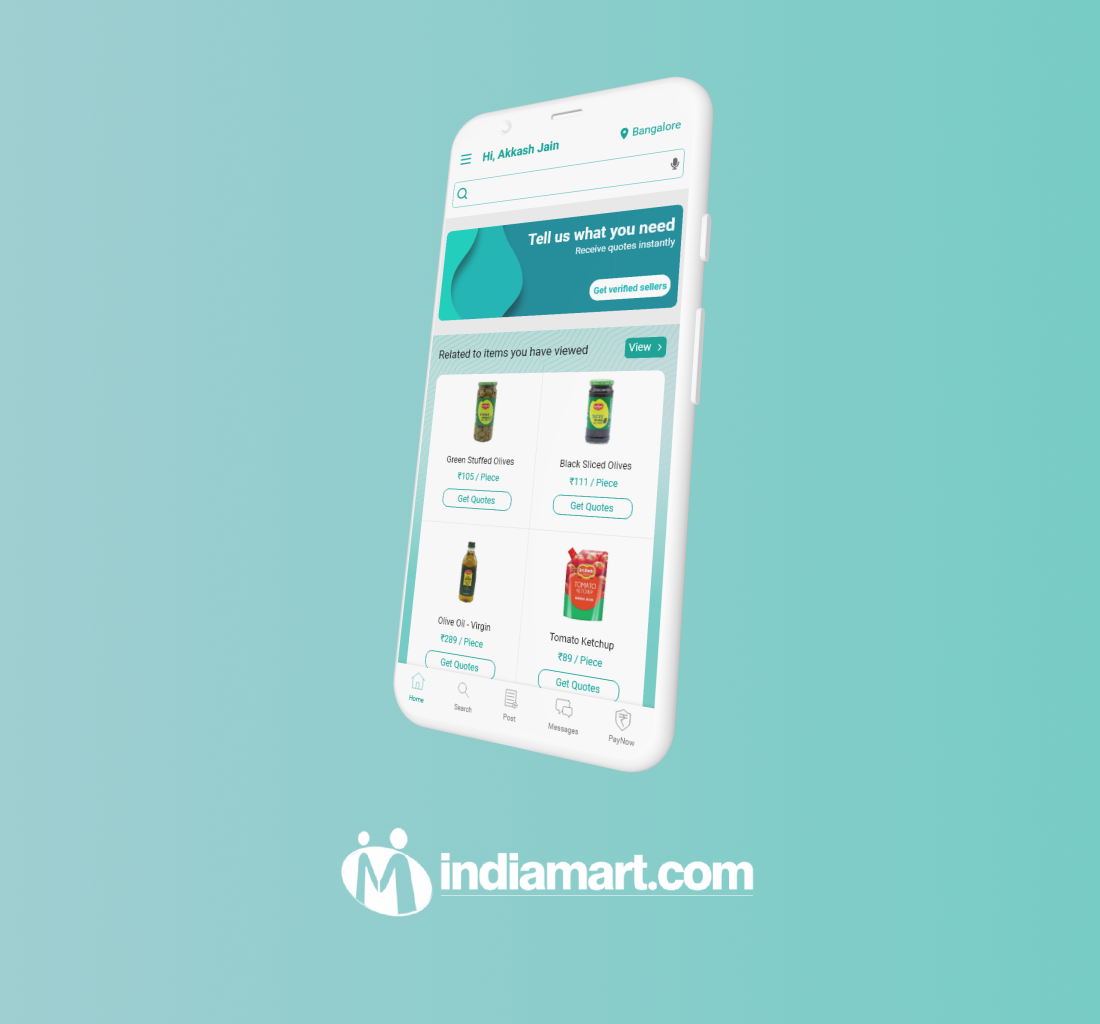 Hi, Akkash Jain
Bangalore
Tell us what you need
Receive quotes instantly
Get verified sellers
Related to items you have viewed
View
Green Stuffed Olives
₹105 / Piece
Get Quotes
Black Sliced Olives
₹111 / Piece
Get Quotes
Olive Oil - Virgin
₹289 / Piece
Get Quotes
TOMATO
KETCHUP
Tomato Ketchup
₹89 / Piece
Get Quotes
Home
Search
Post
Messages
PayNow
M
indiamart.com